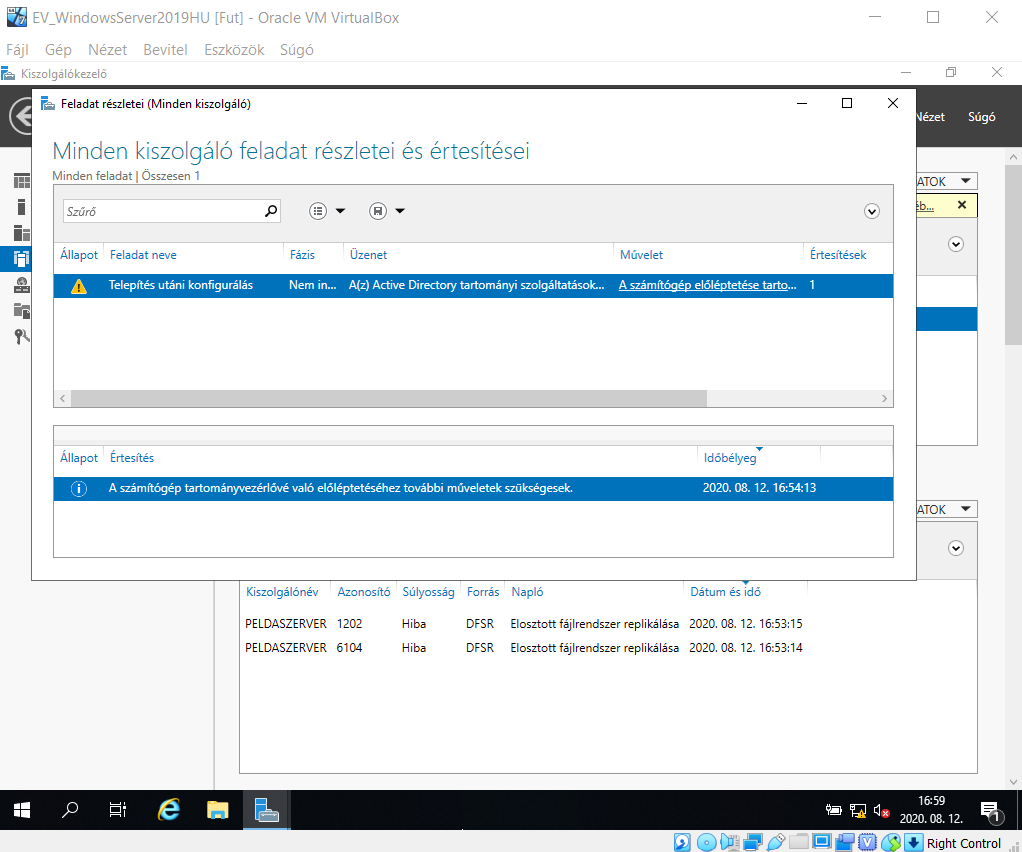 EV_WindowsServer2019HU [Fut] - Oracle VM VirtualBox
Fájl Gép Nézet Bevitel Eszközök Súgó
Kiszolgálókezelő
Feladat részletei (Minden kiszolgáló)
Nézet Súgó
Minden kiszolgáló feladat részletei és értesítései
Minden feladat | Összesen 1
ATOK
Szűrő
éb...
Állapot Feladat neve Fázis Üzenet Művelet Értesítések
Telepítés utáni konfigurálás Nem in... A(z) Active Directory tartományi szolgáltatások... A számítógép előléptetése tarto... 1
Állapot Értesítés Időbélyeg
A számítógép tartományvezérlővé való előléptetéséhez további műveletek szükségesek. 2020. 08. 12. 16:54:13
ATOK
Kiszolgálónév Azonosító Súlyosság Forrás Napló Dátum és idő
PELDASZERVER 1202 Hiba DFSR Elosztott fájlrendszer replikálása 2020. 08. 12. 16:53:15
PELDASZERVER 6104 Hiba DFSR Elosztott fájlrendszer replikálása 2020. 08. 12. 16:53:14
16:59
2020. 08. 12.
1
Right Control